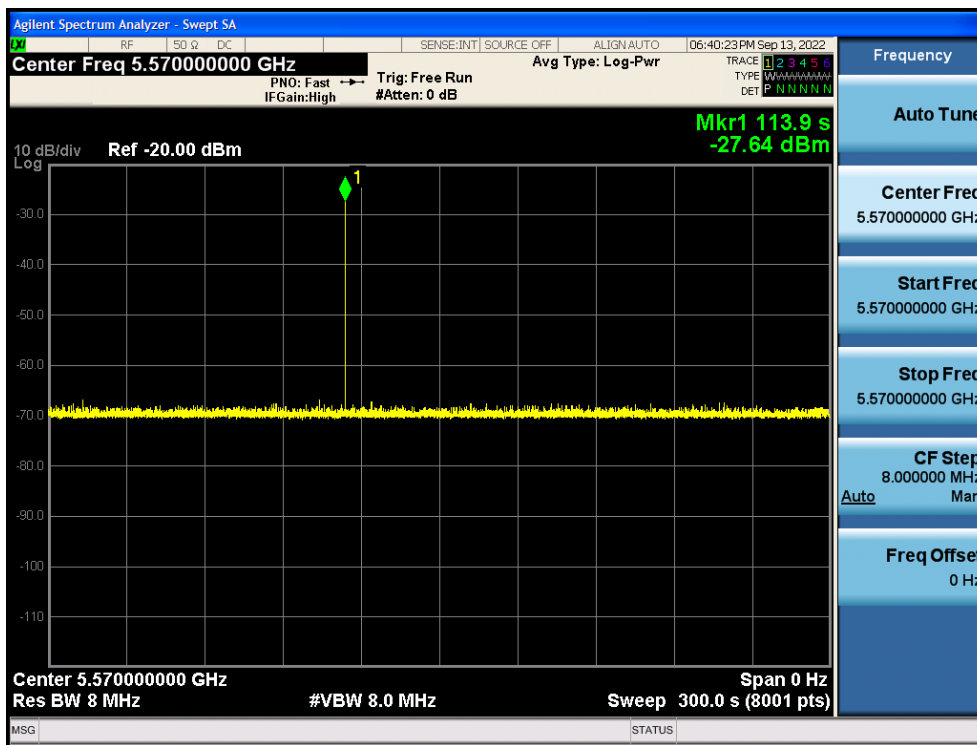 Agilent Spectrum Analyzer - Swept SA
LXI RF 50 Ω DC SENSE:INT SOURCE OFF ALIGN AUTO 06:40:23 PM Sep 13, 2022
Center Freq 5.570000000 GHz
PNO: Fast
IFGain:High
Trig: Free Run
#Atten: 0 dB
Avg Type: Log-Pwr
TRACE 1 2 3 4 5 6
TYPE
DET P N N N N N
Mkr1 113.9 s
-27.64 dBm
10 dB/div Ref -20.00 dBm
Log
1
-30.0
-40.0
-50.0
-60.0
-70.0
-80.0
-90.0
-100
-110
Center 5.570000000 GHz Span 0 Hz
Res BW 8 MHz #VBW 8.0 MHz Sweep 300.0 s (8001 pts)
MSG STATUS
Frequency
Auto Tune
Center Freq
5.570000000 GHz
Start Freq
5.570000000 GHz
Stop Freq
5.570000000 GHz
CF Step
8.000000 MHz
Auto Man
Freq Offset
0 Hz